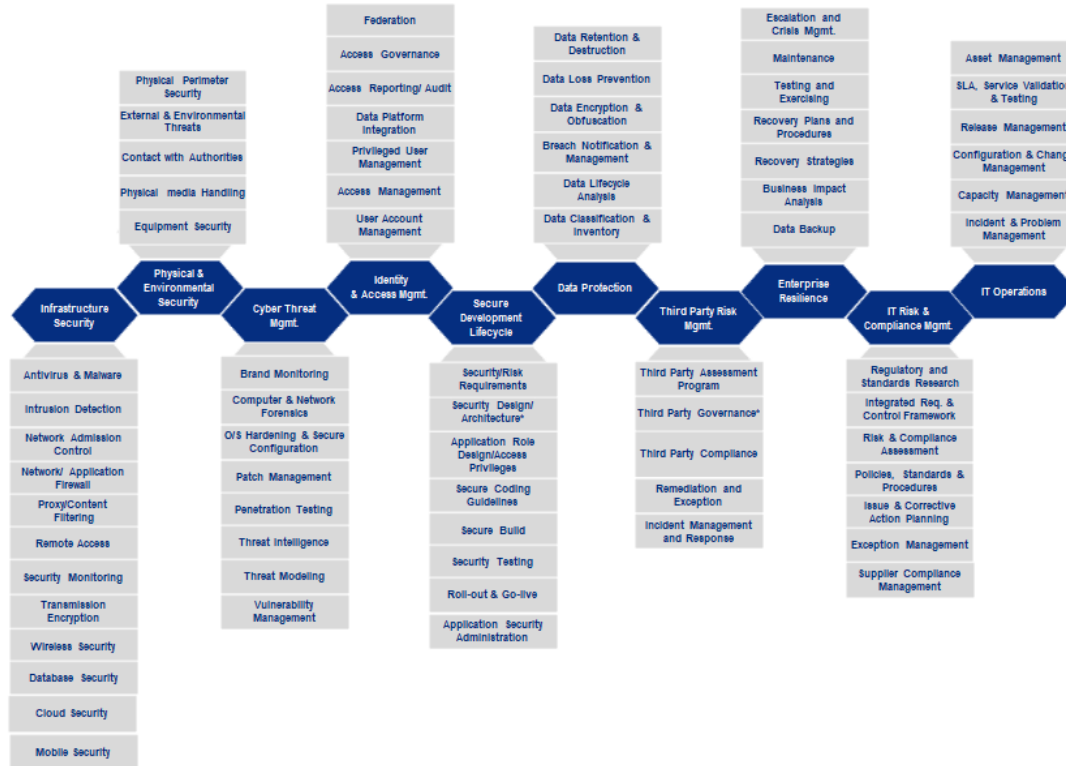 Federation
Access Governance
Access Reporting/ Audit
Data Platform
Integration
Privileged User
Management
Access Management
User Account
Management
Identity
& Access Mgmt.
Data Retention &
Destruction
Data Loss Prevention
Data Encryption &
Obfuscation
Breach Notification &
Management
Data Lifecycle
Analysis
Data Classification &
Inventory
Data Protection
Escalation and
Crisis Mgmt.
Maintenance
Testing and
Exercising
Recovery Plans and
Procedures
Recovery Strategies
Business Impact
Analysis
Data Backup
Enterprise
Resilience
Asset Management
SLA, Service Validation
& Testing
Release Management
Configuration & Change
Management
Capacity Management
Incident & Problem
Management
IT Operations
Physical Perimeter
Security
External & Environmental
Threats
Contact with Authorities
Physical media Handling
Equipment Security
Physical &
Environmental
Security
Infrastructure
Security
Antivirus & Malware
Intrusion Detection
Network Admission
Control
Network/ Application
Firewall
Proxy/Content
Filtering
Remote Access
Security Monitoring
Transmission
Encryption
Wireless Security
Database Security
Cloud Security
Mobile Security
Cyber Threat
Mgmt.
Brand Monitoring
Computer & Network
Forensics
O/S Hardening & Secure
Configuration
Patch Management
Penetration Testing
Threat Intelligence
Threat Modeling
Vulnerability
Management
Secure
Development
Lifecycle
Security/Risk
Requirements
Security Design/
Architecture*
Application Role
Design/Access
Privileges
Secure Coding
Guidelines
Secure Build
Security Testing
Roll-out & Go-live
Application Security
Administration
Third Party Risk
Mgmt.
Third Party Assessment
Program
Third Party Governance*
Third Party Compliance
Remediation and
Exception
Incident Management
and Response
IT Risk &
Compliance Mgmt.
Regulatory and
Standards Research
Integrated Req. &
Control Framework
Risk & Compliance
Assessment
Policies, Standards &
Procedures
Issue & Corrective
Action Planning
Exception Management
Supplier Compliance
Management